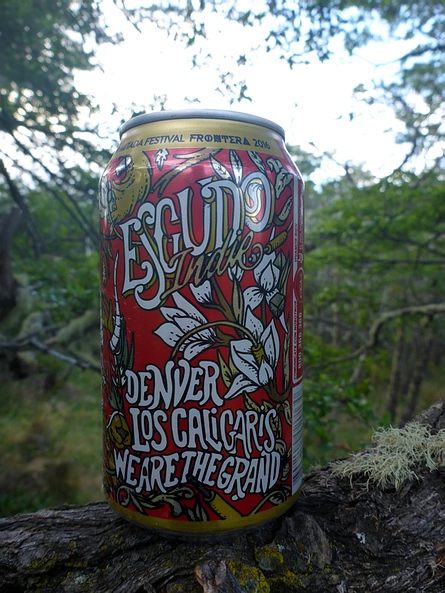 FESTIVAL FRONTERA 2016
ESCUDO
Indie
DENVER
LOS CALIGARIS
WE ARE THE GRAND